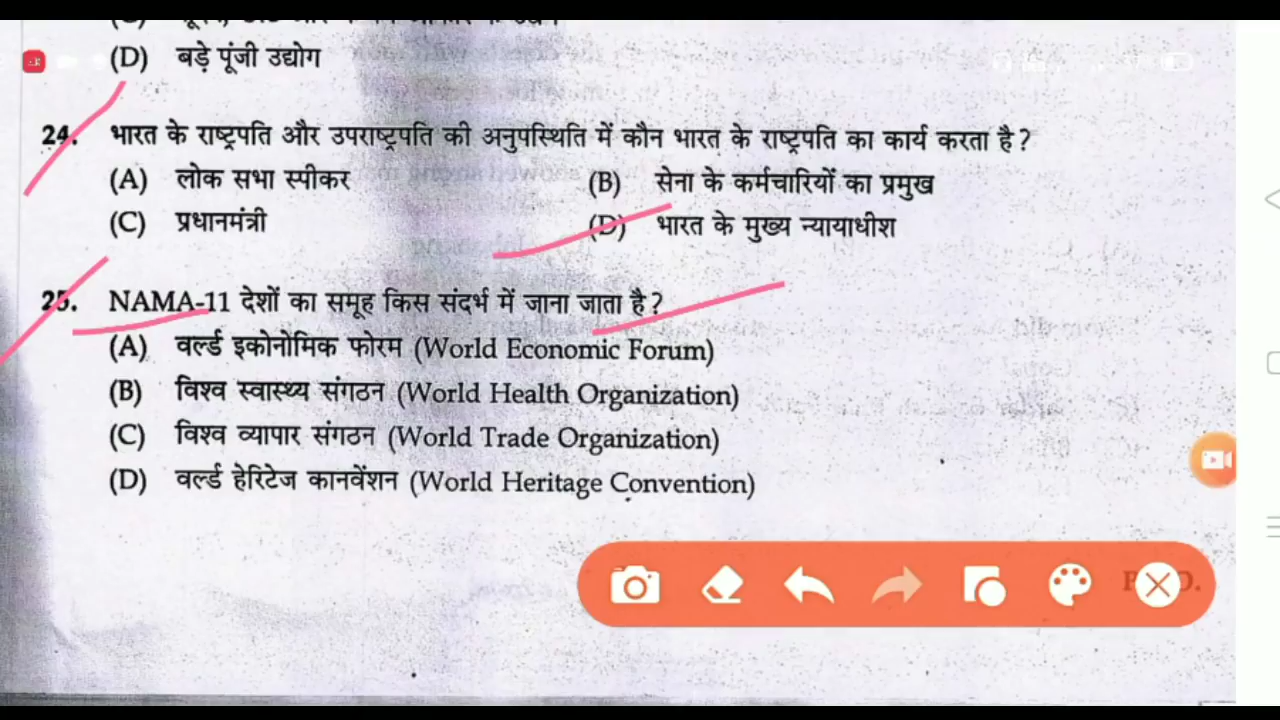 (D) बड़े पूंजी उद्योग
24. भारत के राष्ट्रपति और उपराष्ट्रपति की अनुपस्थिति में कौन भारत के राष्ट्रपति का कार्य करता है?
(A) लोक सभा स्पीकर (B) सेना के कर्मचारियों का प्रमुख
(C) प्रधानमंत्री (D) भारत के मुख्य न्यायाधीश
25. NAMA-11 देशों का समूह किस संदर्भ में जाना जाता है?
(A) वर्ल्ड इकोनोमिक फोरम (World Economic Forum)
(B) विश्व स्वास्थ्य संगठन (World Health Organization)
(C) विश्व व्यापार संगठन (World Trade Organization)
(D) वर्ल्ड हेरिटेज कानवेंशन (World Heritage Convention)